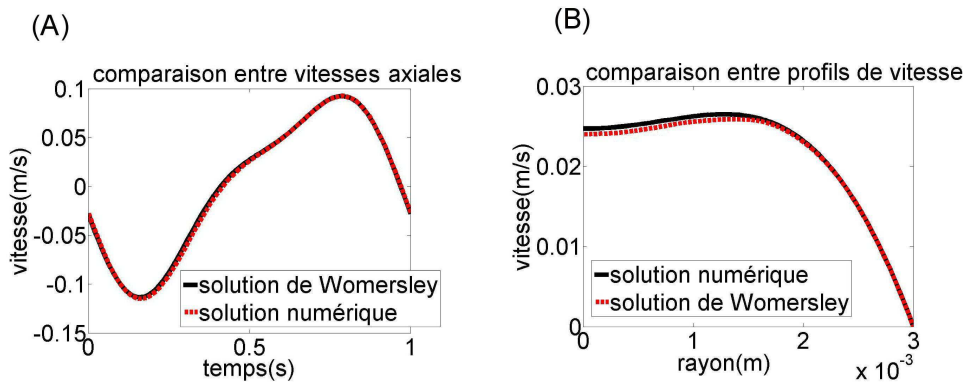 (A)
comparaison entre vitesses axiales
vitesse(m/s)
0.1
0.05
0
-0.05
-0.1
-0.15
solution de Womersley
solution numérique
0
0.5
1
temps(s)
(B)
comparaison entre profils de vitesse
vitesse(m/s)
0.03
0.02
0.01
0
solution numérique
solution de Womersley
0
1
2
3
rayon(m)
x 10⁻³